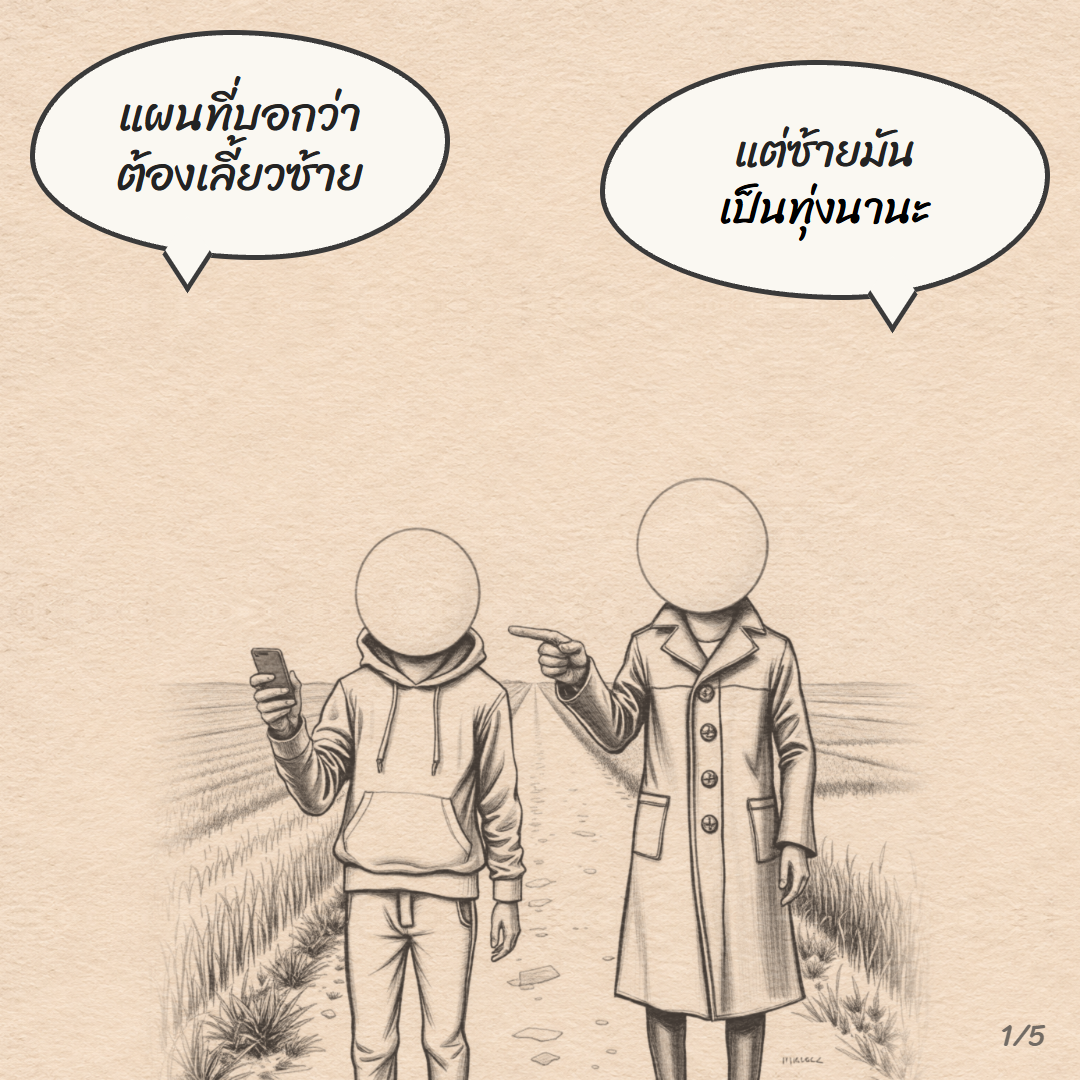 แผนที่บอกว่า
ต้องเลี้ยวซ้าย
แต่ซ้ายมัน
เป็นทุ่งนานะ
1/5